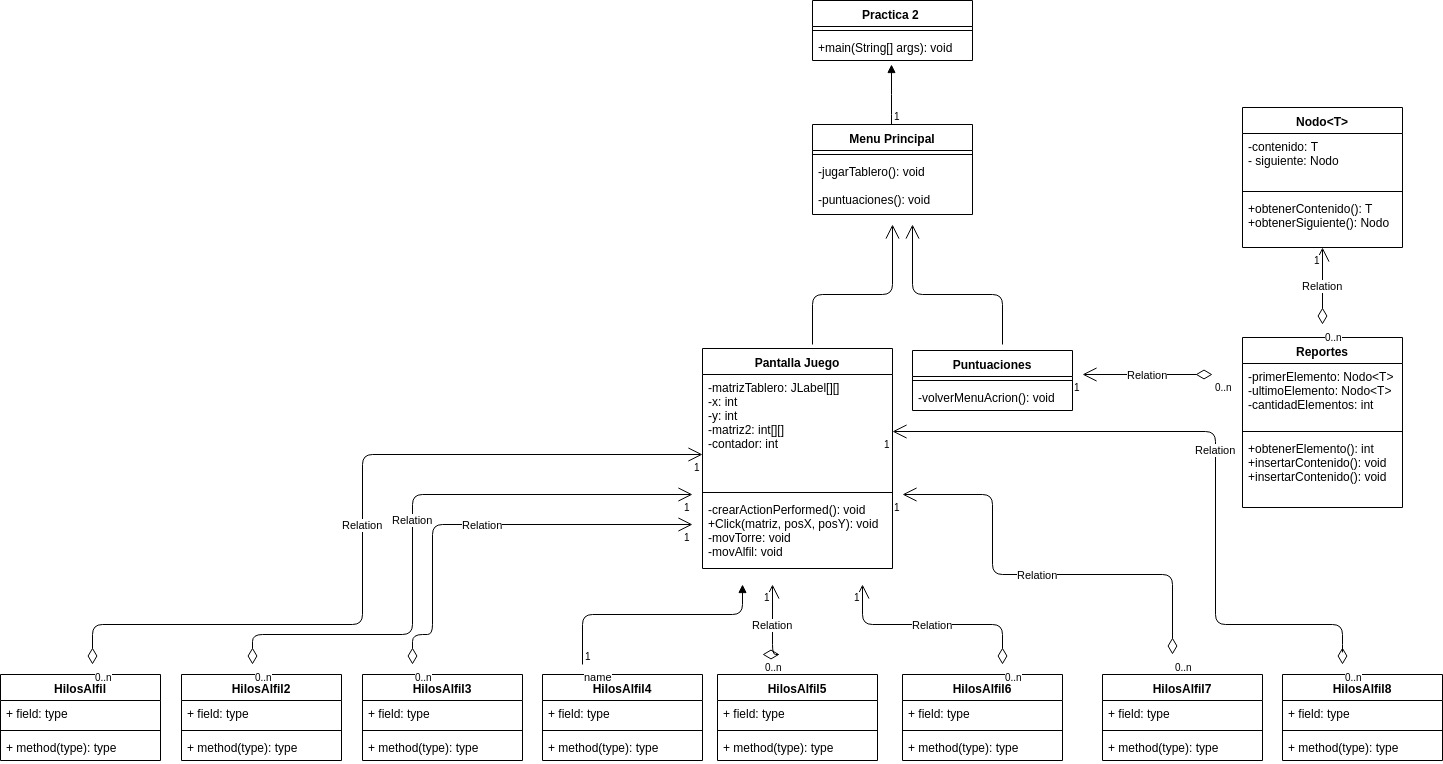 Practica 2
+main(String[] args): void
1
Menu Principal
-jugarTablero(): void
-puntuaciones(): void
Nodo<T>
-contenido: T
- siguiente: Nodo
+obtenerContenido(): T
+obtenerSiguiente(): Nodo
1
Relation
0..n
Reportes
-primerElemento: Nodo<T>
-ultimoElemento: Nodo<T>
-cantidadElementos: int
+obtenerElemento(): int
+insertarContenido(): void
+insertarContenido(): void
Puntuaciones
-volverMenuAcrion(): void
1
Relation
0..n
Pantalla Juego
-matrizTablero: JLabel[][]
-x: int
-y: int
-matriz2: int[][]
-contador: int
-crearActionPerformed(): void
+Click(matriz, posX, posY): void
-movTorre: void
-movAlfil: void
1
Relation
1
Relation
1
Relation
1
Relation
1
Relation
1
Relation
1
Relation
1
name
0..n
HilosAlfil
+ field: type
+ method(type): type
0..n
HilosAlfil2
+ field: type
+ method(type): type
0..n
HilosAlfil3
+ field: type
+ method(type): type
HilosAlfil4
+ field: type
+ method(type): type
0..n
HilosAlfil5
+ field: type
+ method(type): type
0..n
HilosAlfil6
+ field: type
+ method(type): type
0..n
HilosAlfil7
+ field: type
+ method(type): type
0..n
HilosAlfil8
+ field: type
+ method(type): type